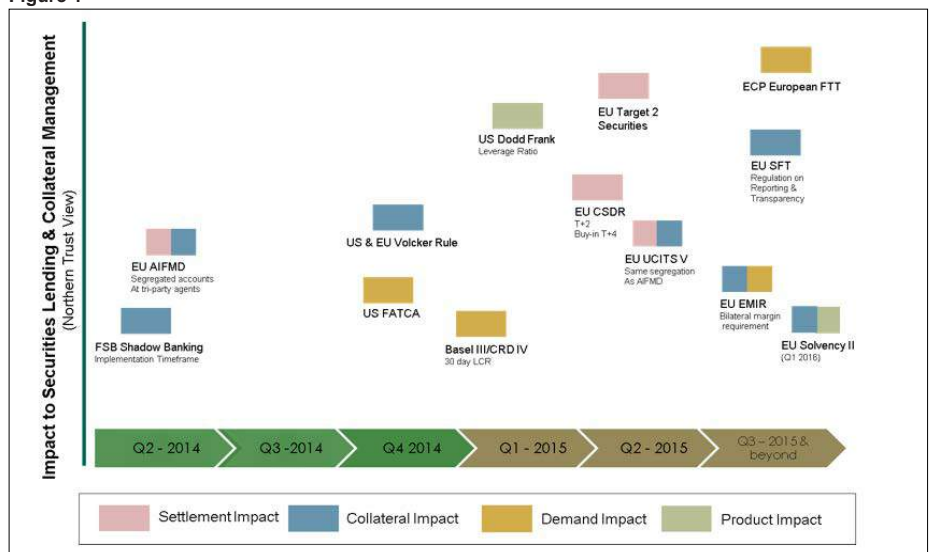 Impact to Securities Lending & Collateral Management
(Northern Trust View)
ECP European FTT
EU Target 2
Securities
US Dodd Frank
Leverage Ratio
EU SFT
Regulation on
Reporting &
Transparency
EU CSDR
T+2
Buy-in T+4
US & EU Volcker Rule
EU UCITS V
Same segregation
As AIFMD
EU AIFMD
Segregated accounts
At tri-party agents
US FATCA
EU EMIR
Bilateral margin
requirement
FSB Shadow Banking
Implementation Timeframe
Basel III/CRD IV
30 day LCR
EU Solvency II
(Q1 2016)
Q2 - 2014
Q3 -2014
Q4 2014
Q1 - 2015
Q2 - 2015
Q3 – 2015 &
beyond
Settlement Impact
Collateral Impact
Demand Impact
Product Impact